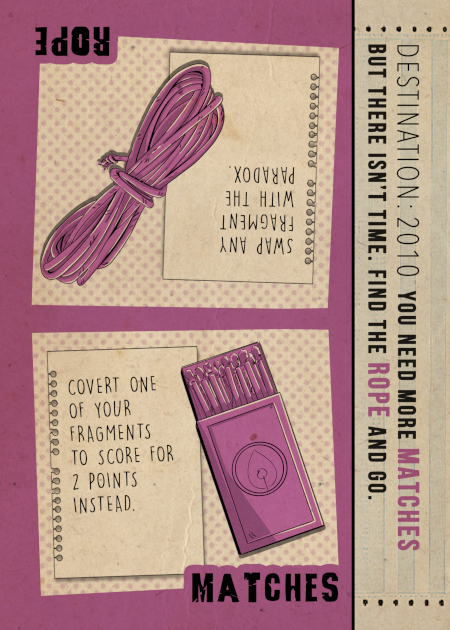 ROPE
SWAP ANY
FRAGMENT
WITH THE
PARADOX.
COVERT ONE
OF YOUR
FRAGMENTS
TO SCORE FOR
2 POINTS
INSTEAD.
MATCHES
DESTINATION: 2010 YOU NEED MORE MATCHES
BUT THERE ISN'T TIME. FIND THE ROPE AND GO.